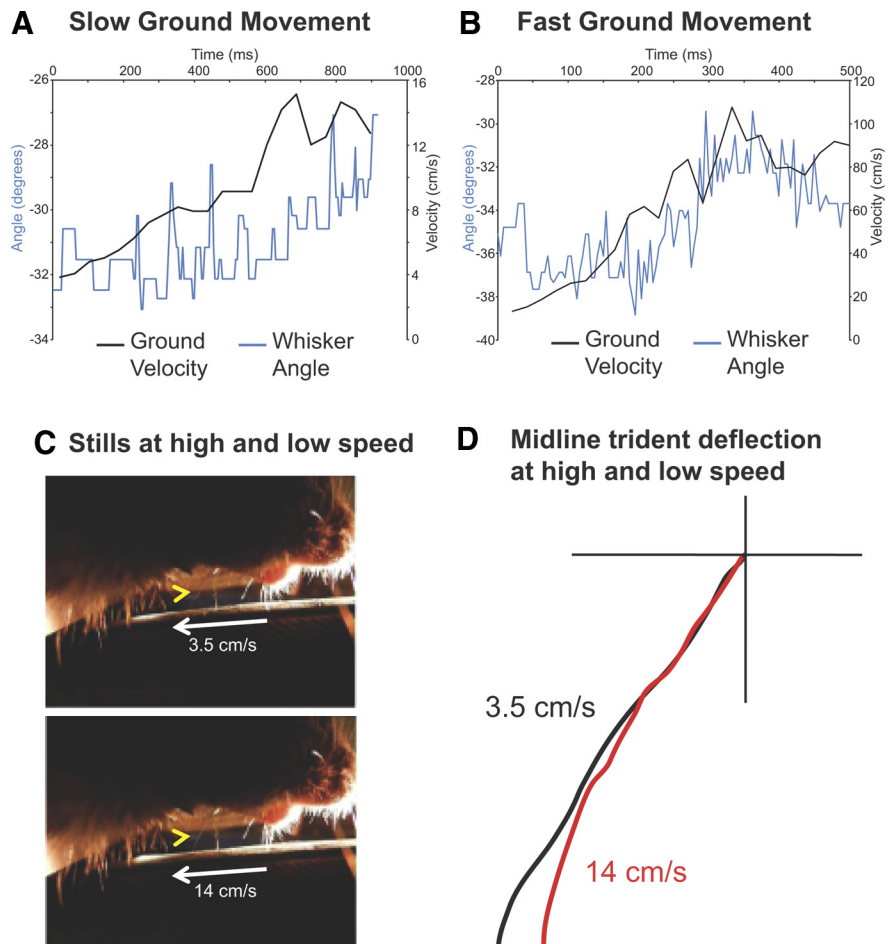 A Slow Ground Movement
Time (ms)
200 400 600 800 1000
-26
-28
-30
-32
-34
Angle (degrees)
16
12
8
4
0
Velocity (cm/s)
Ground Velocity
Whisker Angle
B Fast Ground Movement
Time (ms)
0 100 200 300 400 500
-28
-30
-32
-34
-36
-38
-40
Angle (degrees)
120
100
80
60
40
20
0
Velocity (cm/s)
Ground Velocity
Whisker Angle
C Stills at high and low speed
3.5 cm/s
14 cm/s
D Midline trident deflection
at high and low speed
3.5 cm/s
14 cm/s